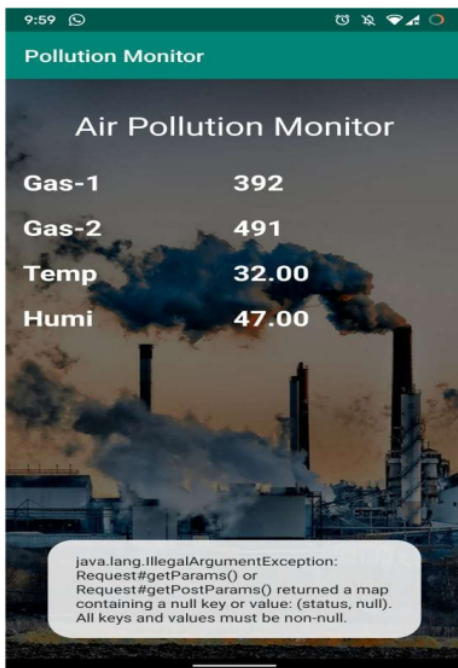 9:59
Pollution Monitor
Air Pollution Monitor
Gas-1 392
Gas-2 491
Temp 32.00
Humi 47.00
java.lang.IllegalArgumentException:
Request#getParams() or
Request#getPostParams() returned a map
containing a null key or value: (status, null).
All keys and values must be non-null.